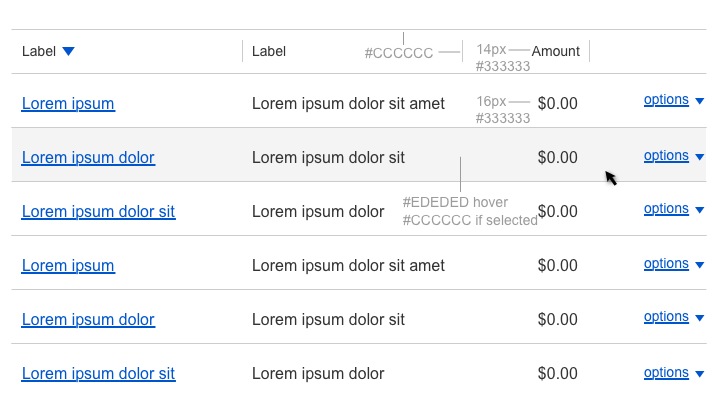 Label Label #CCCCCC 14px Amount
#333333
Lorem ipsum Lorem ipsum dolor sit amet 16px $0.00 options
#333333
Lorem ipsum dolor Lorem ipsum dolor sit $0.00 options
#EDEDED hover
Lorem ipsum dolor sit Lorem ipsum dolor $0.00 options
#CCCCCC if selected
Lorem ipsum Lorem ipsum dolor sit amet $0.00 options
Lorem ipsum dolor Lorem ipsum dolor sit $0.00 options
Lorem ipsum dolor sit Lorem ipsum dolor $0.00 options